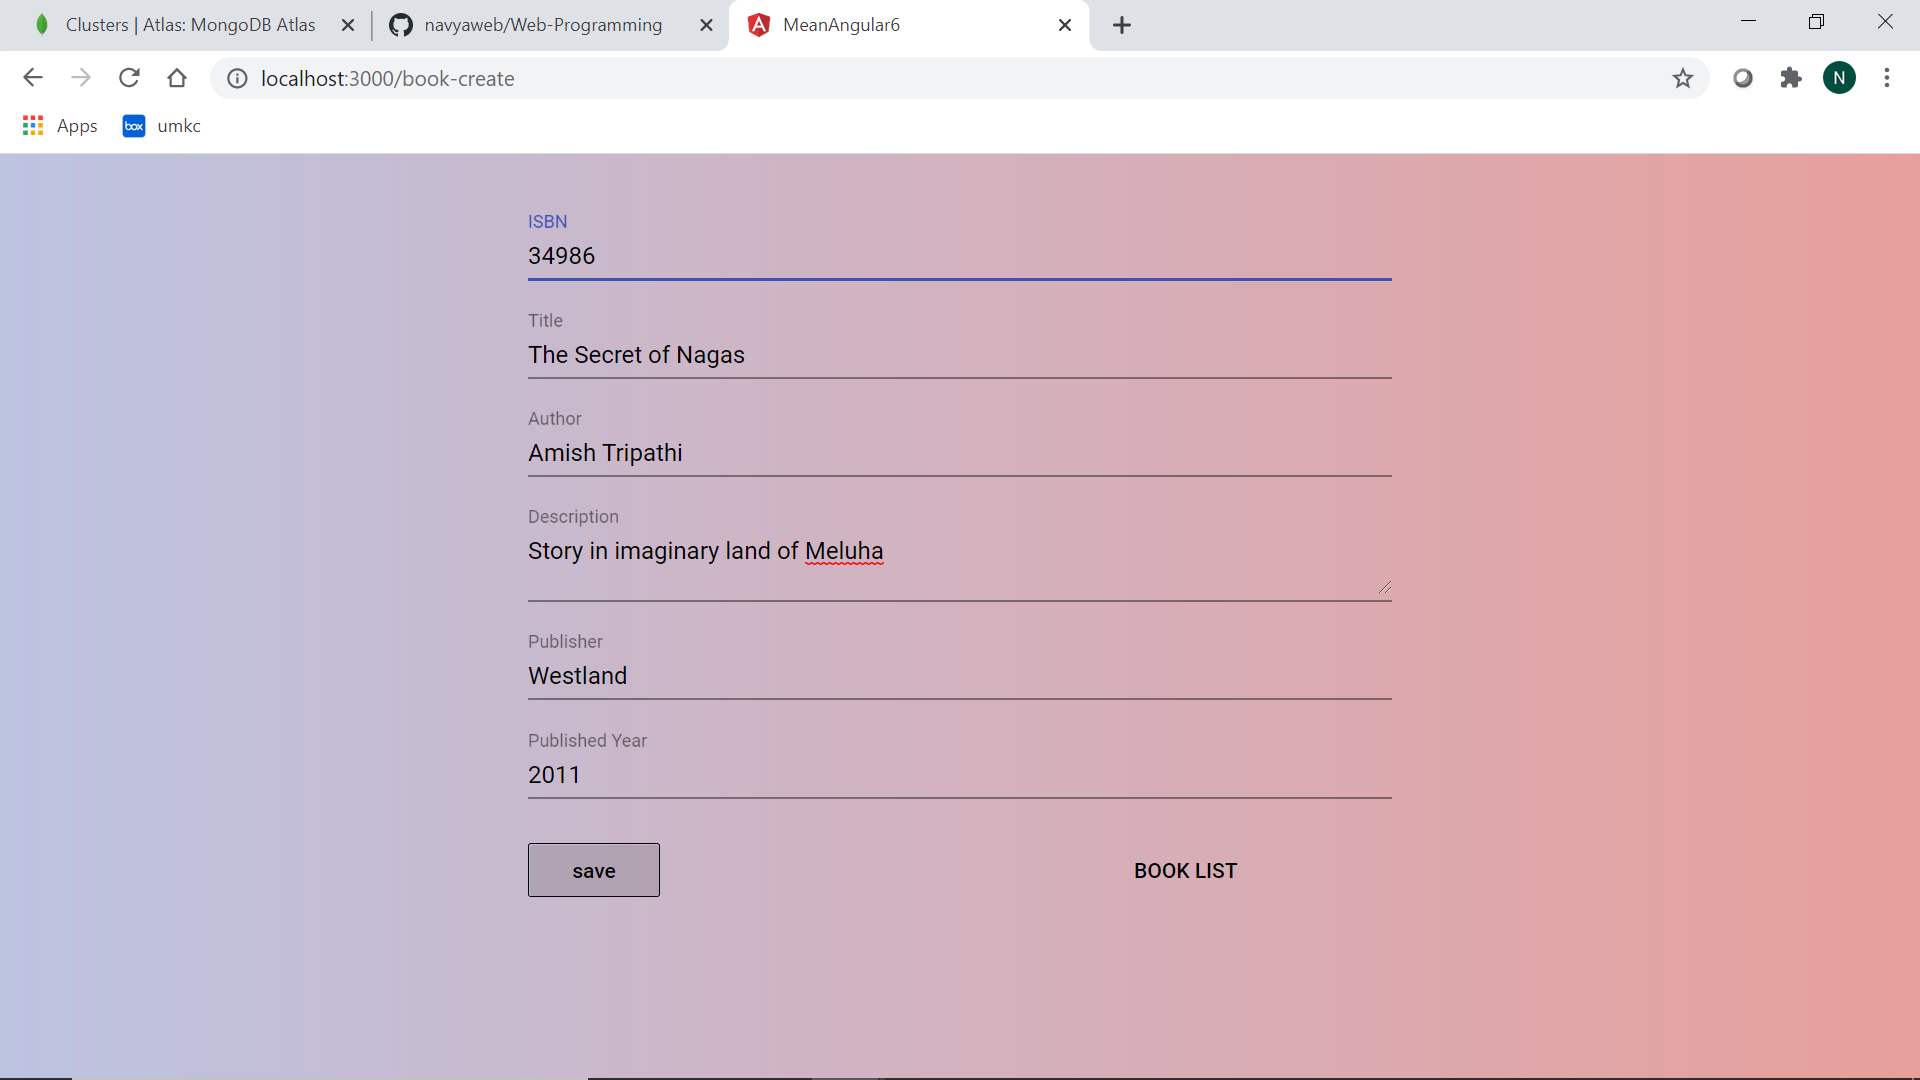 Clusters | Atlas: MongoDB Atlas
navyaweb/Web-Programming
MeanAngular6
localhost:3000/book-create
N
Apps
box
umkc
ISBN
34986
Title
The Secret of Nagas
Author
Amish Tripathi
Description
Story in imaginary land of Meluha
Publisher
Westland
Published Year
2011
save
BOOK LIST